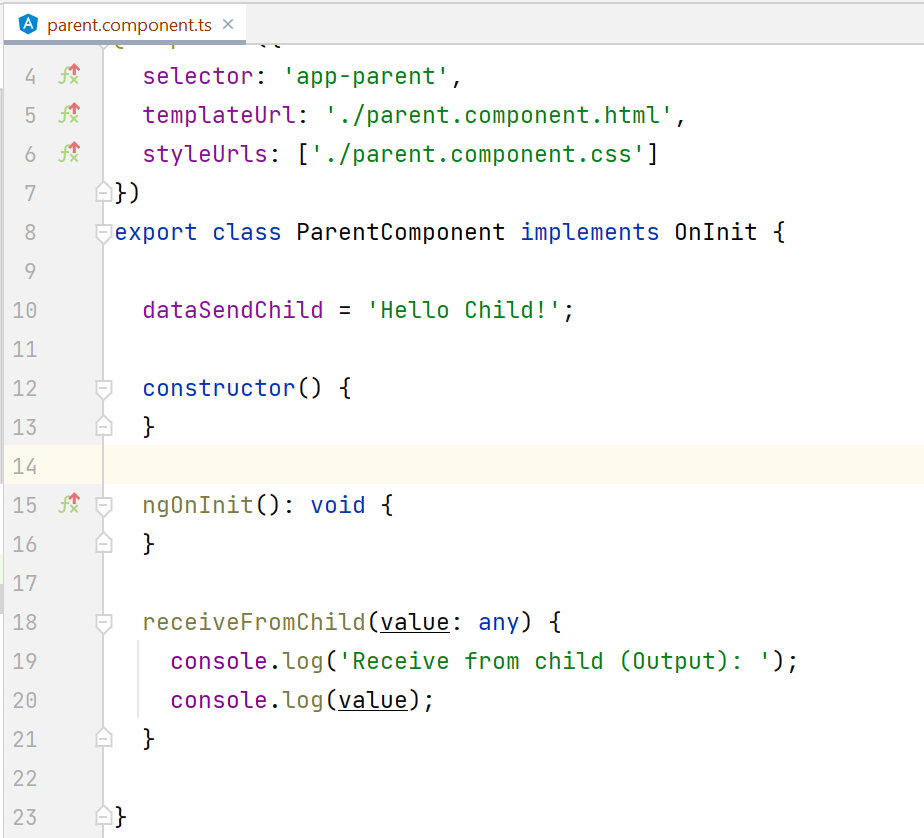 parent.component.ts
4 selector: 'app-parent',
5 templateUrl: './parent.component.html',
6 styleUrls: ['./parent.component.css']
7 })
8 export class ParentComponent implements OnInit {
9
10 dataSendChild = 'Hello Child!';
11
12 constructor() {
13 }
14
15 ngOnInit(): void {
16 }
17
18 receiveFromChild(value: any) {
19 console.log('Receive from child (Output): ');
20 console.log(value);
21 }
22
23 }